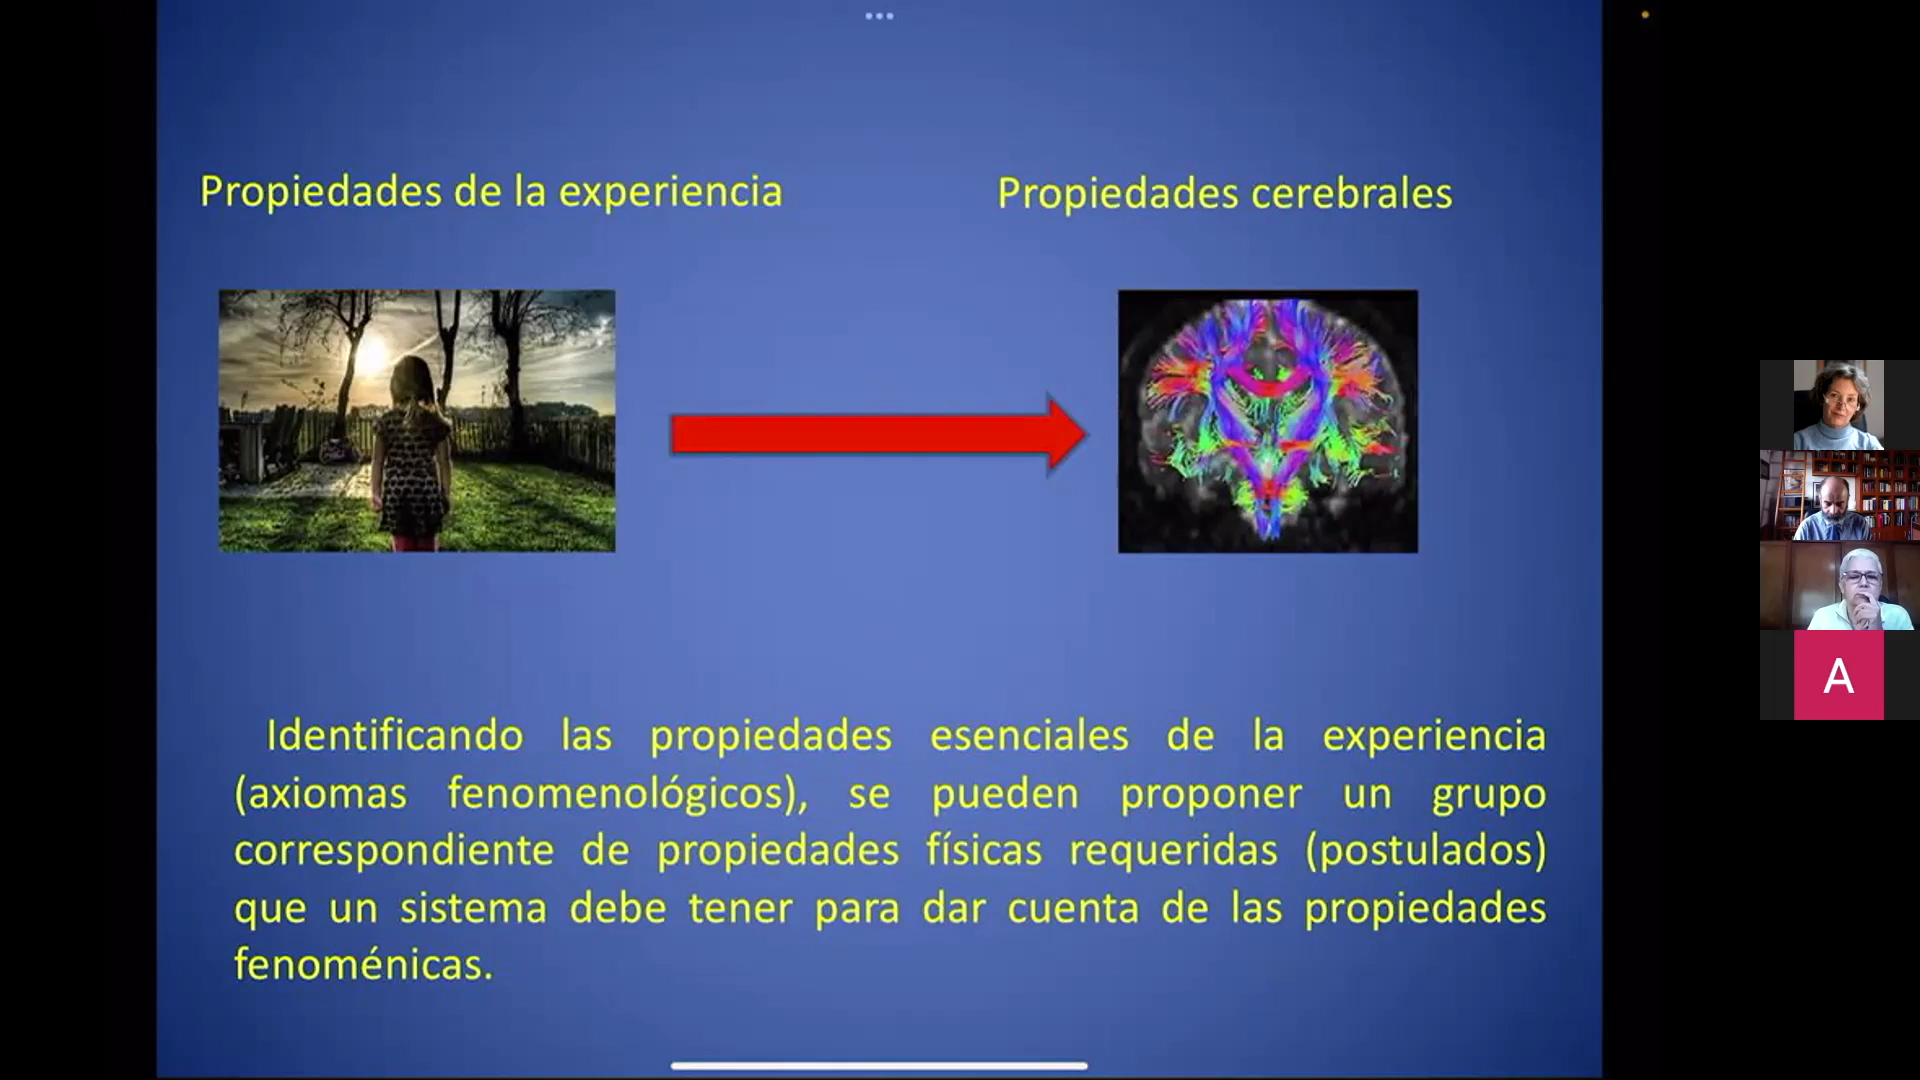 Propiedades de la experiencia
Propiedades cerebrales
Identificando las propiedades esenciales de la experiencia
(axiomas fenomenológicos), se pueden proponer un grupo
correspondiente de propiedades físicas requeridas (postulados)
que un sistema debe tener para dar cuenta de las propiedades
fenoménicas.
A